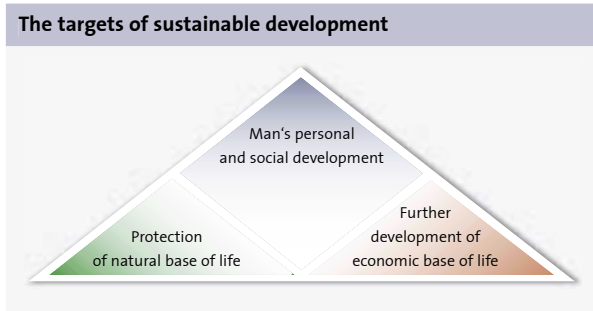 The targets of sustainable development
Man‘s personal
and social development
Protection
of natural base of life
Further
development of
economic base of life